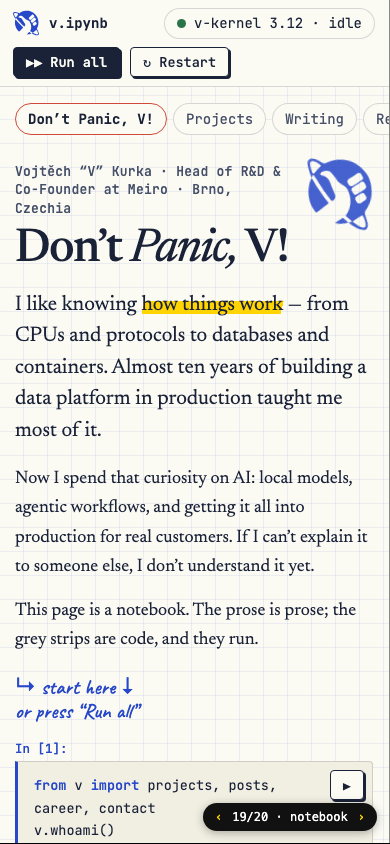 v.ipynb
v-kernel 3.12 · idle
▶▶ Run all
↻ Restart
Don’t Panic, V!
Projects
Writing
Vojtěch “V” Kurka · Head of R&D &
Co-Founder at Meiro · Brno,
Czechia
Don’t Panic, V!
I like knowing how things work — from
CPUs and protocols to databases and
containers. Almost ten years of building a
data platform in production taught me
most of it.
Now I spend that curiosity on AI: local models,
agentic workflows, and getting it all into
production for real customers. If I can’t explain it
to someone else, I don’t understand it yet.
This page is a notebook. The prose is prose; the
grey strips are code, and they run.
↳ start here ↓
or press “Run all”
In [1]:
from v import projects, posts,
career, contact
v.whoami()
▶
‹ 19/20 · notebook ›